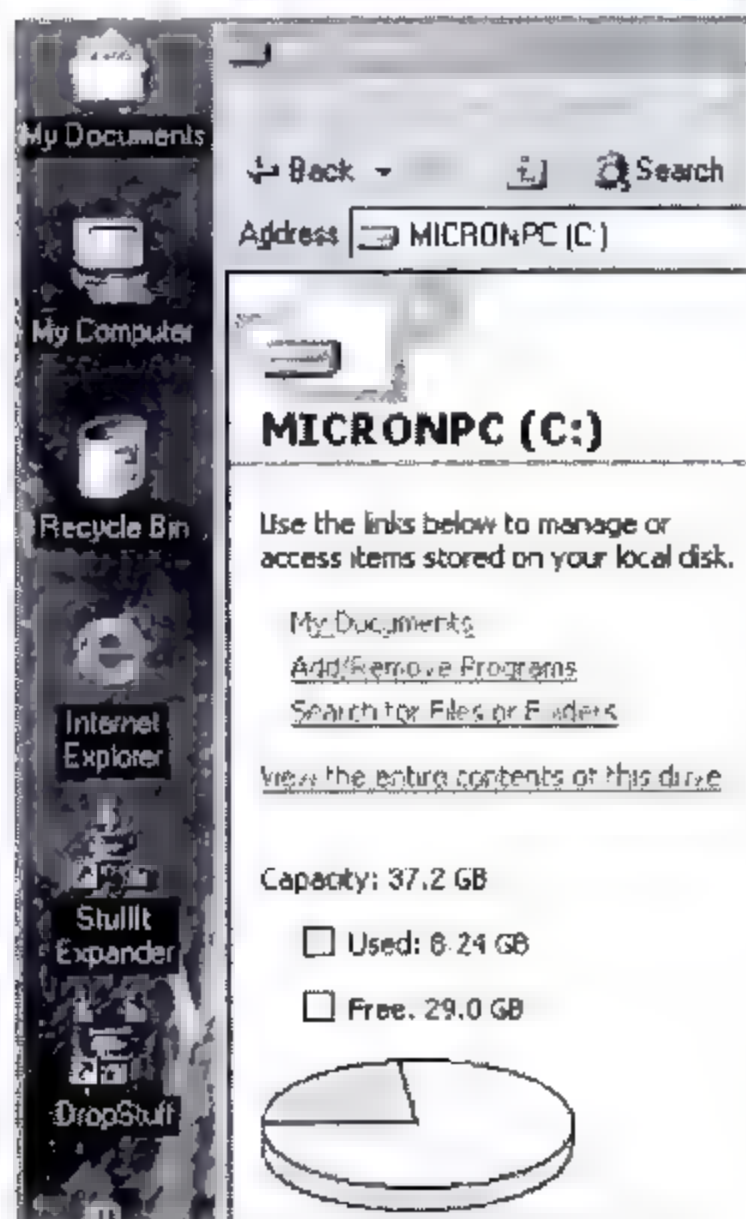 My Documents
My Computer
Recycle Bin
Internet
Explorer
StuffIt
Expander
DropStuff
Back
Search
Address MICRONPC (C:)
MICRONPC (C:)
Use the links below to manage or
access items stored on your local disk.
My Documents
Add/Remove Programs
Search for Files or Folders
View the entire contents of this drive
Capacity: 37.2 GB
Used: 8.24 GB
Free: 29.0 GB